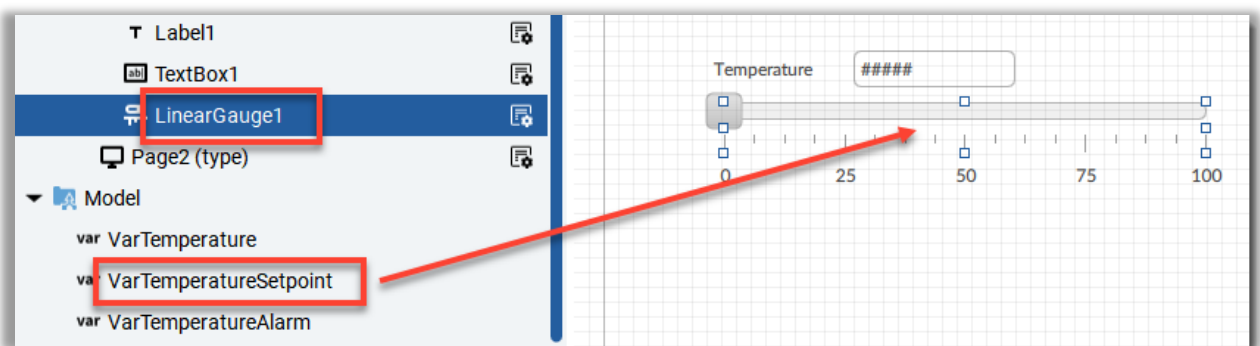 Label1
TextBox1
LinearGauge1
Page2 (type)
Model
var VarTemperature
var VarTemperatureSetpoint
var VarTemperatureAlarm
Temperature #####
0 25 50 75 100